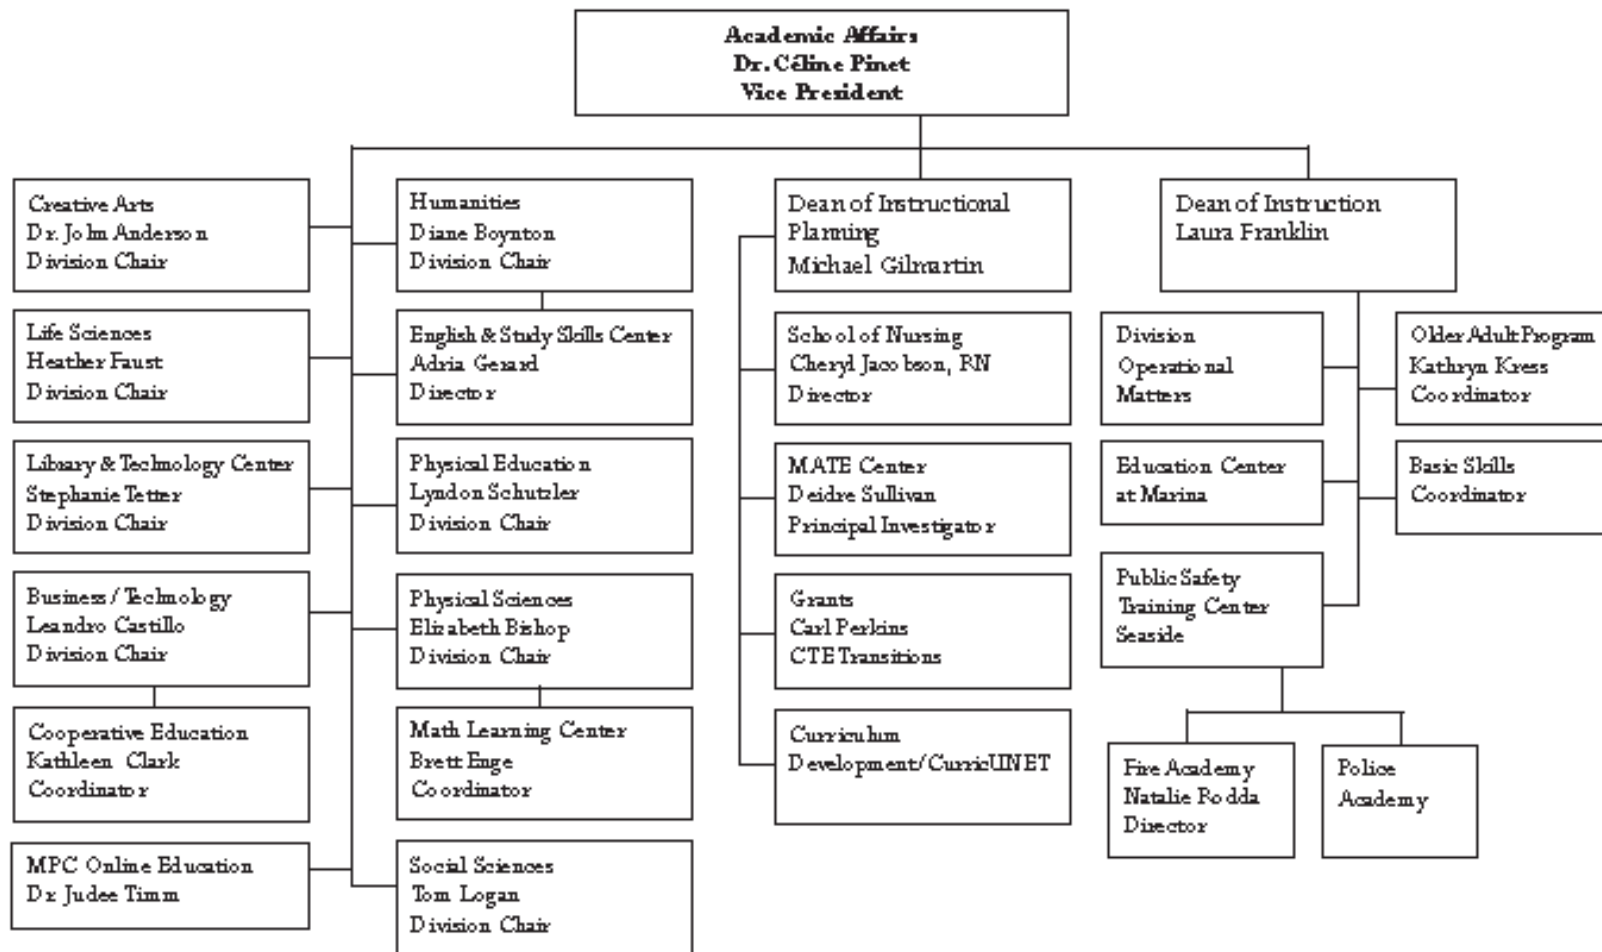 Academic Affairs
Dr. Céline Pinet
Vice President
Creative Arts
Dr. John Anderson
Division Chair
Humanities
Diane Boynton
Division Chair
Dean of Instructional
Planning
Michael Gilmartin
Dean of Instruction
Laura Franklin
Life Sciences
Heather Faust
Division Chair
English & Study Skills Center
Adria Gerard
Director
School of Nursing
Cheryl Jacobson, RN
Director
Division
Operational
Matters
Older Adult Program
Kathryn Kress
Coordinator
Library & Technology Center
Stephanie Tetter
Division Chair
Physical Education
Lyndon Schutzler
Division Chair
MATE Center
Deidre Sullivan
Principal Investigator
Education Center
at Marina
Basic Skills
Coordinator
Business / Technology
Leandro Castillo
Division Chair
Physical Sciences
Elizabeth Bishop
Division Chair
Grants
Carl Perkins
CTE Transitions
Public Safety
Training Center
Seaside
Cooperative Education
Kathleen Clark
Coordinator
Math Learning Center
Brett Enge
Coordinator
Curriculum
Development/CurricUNET
Fire Academy
Natalie Rodda
Director
Police
Academy
MPC Online Education
Dr. Judee Timm
Social Sciences
Tom Logan
Division Chair